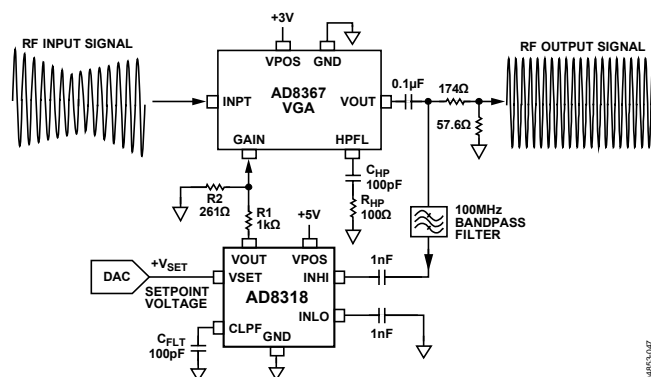 RF INPUT SIGNAL
+3V
VPOS
GND
RF OUTPUT SIGNAL
AD8367
VGA
INPT
VOUT
0.1µF
174Ω
57.6Ω
GAIN
HPFL
CHP
100pF
RHP
100Ω
R2
261Ω
R1
1kΩ
+5V
100MHz
BANDPASS
FILTER
DAC
+VSET
SETPOINT
VOLTAGE
VOUT
VPOS
VSET
INHI
1nF
AD8318
CLPF
INLO
1nF
GND
CFLT
100pF
04853-047